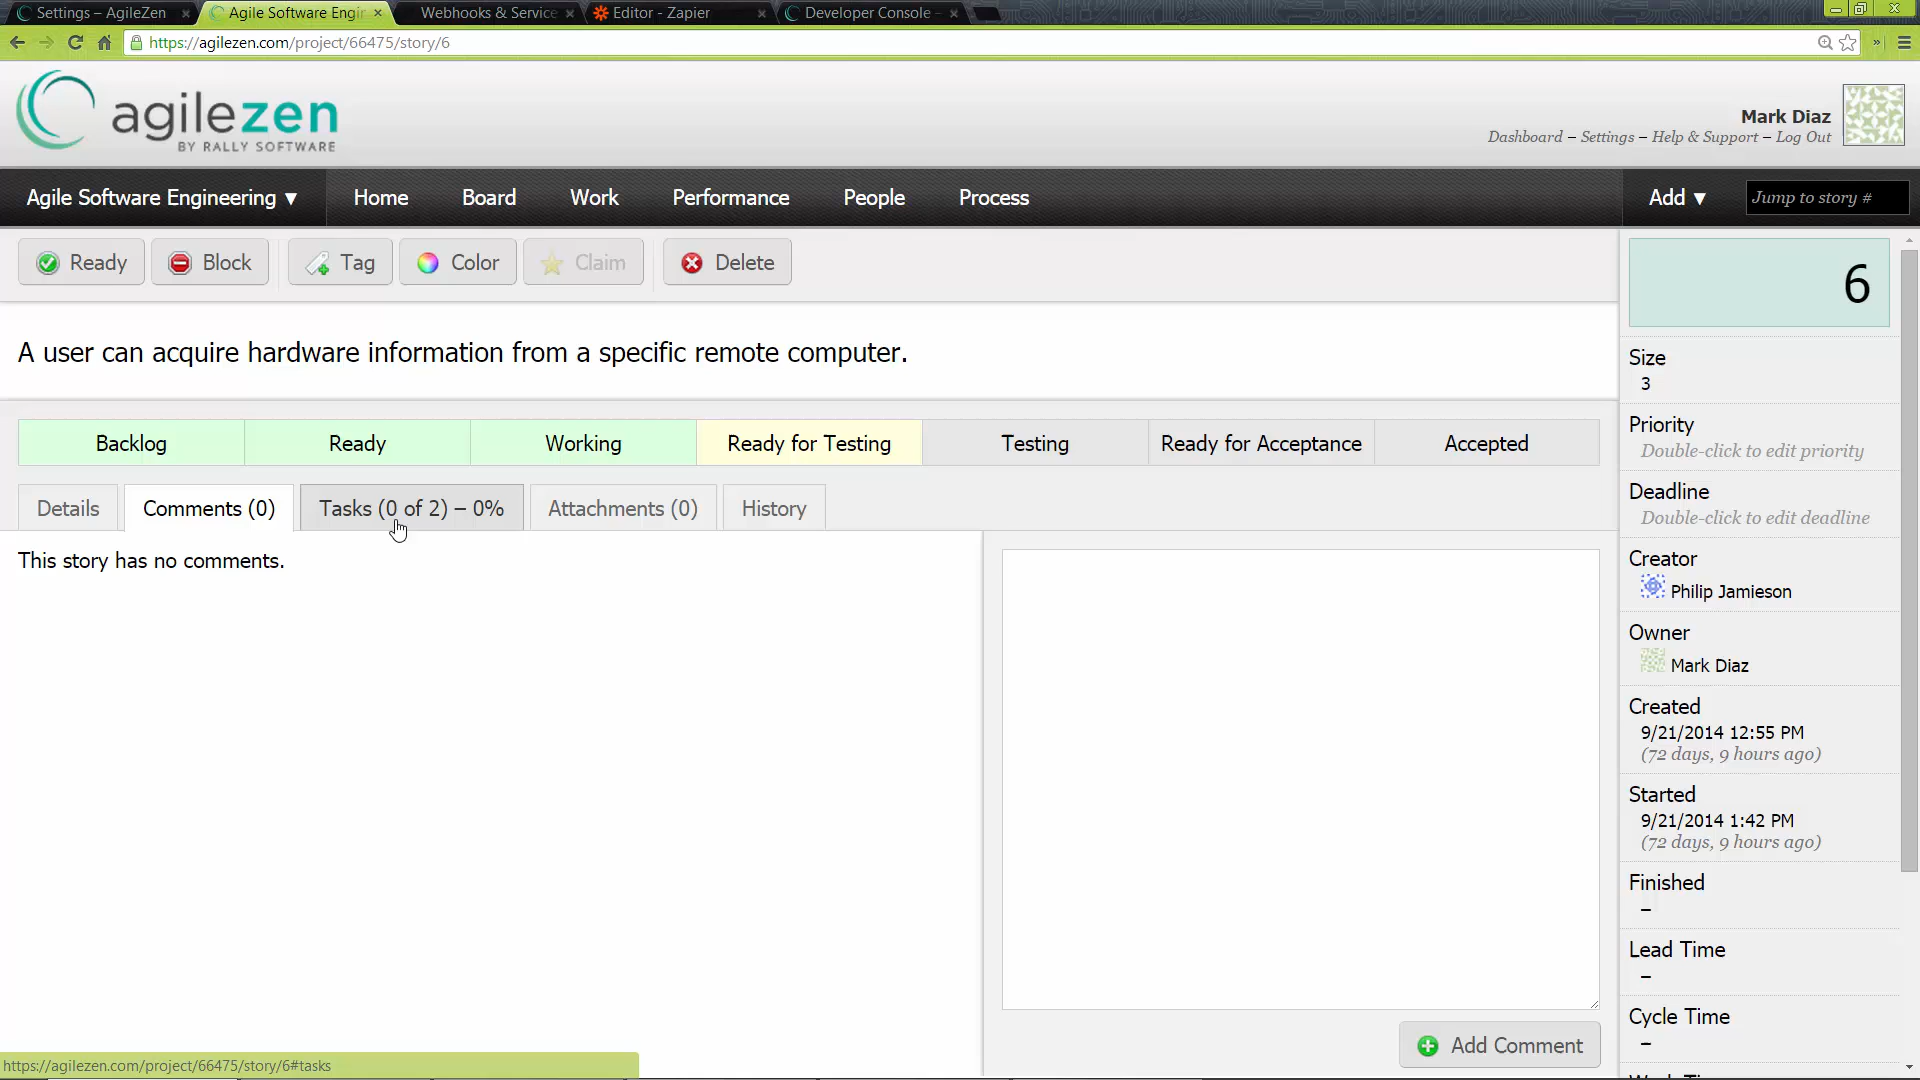 Settings – AgileZen
Agile Software Engi
Webhooks & Service
Editor - Zapier
Developer Console –
https://agilezen.com/project/66475/story/6
agilezen
BY RALLY SOFTWARE
Mark Diaz
Dashboard – Settings – Help & Support – Log Out
Agile Software Engineering ▼
Home
Board
Work
Performance
People
Process
Add ▼
Jump to story #
Ready
Block
Tag
Color
Claim
Delete
A user can acquire hardware information from a specific remote computer.
Backlog
Ready
Working
Ready for Testing
Testing
Ready for Acceptance
Accepted
Details
Comments (0)
Tasks (0 of 2) – 0%
Attachments (0)
History
This story has no comments.
Add Comment
6
Size
3
Priority
Double-click to edit priority
Deadline
Double-click to edit deadline
Creator
Philip Jamieson
Owner
Mark Diaz
Created
9/21/2014 12:55 PM
(72 days, 9 hours ago)
Started
9/21/2014 1:42 PM
(72 days, 9 hours ago)
Finished
–
Lead Time
–
Cycle Time
–
https://agilezen.com/project/66475/story/6#tasks